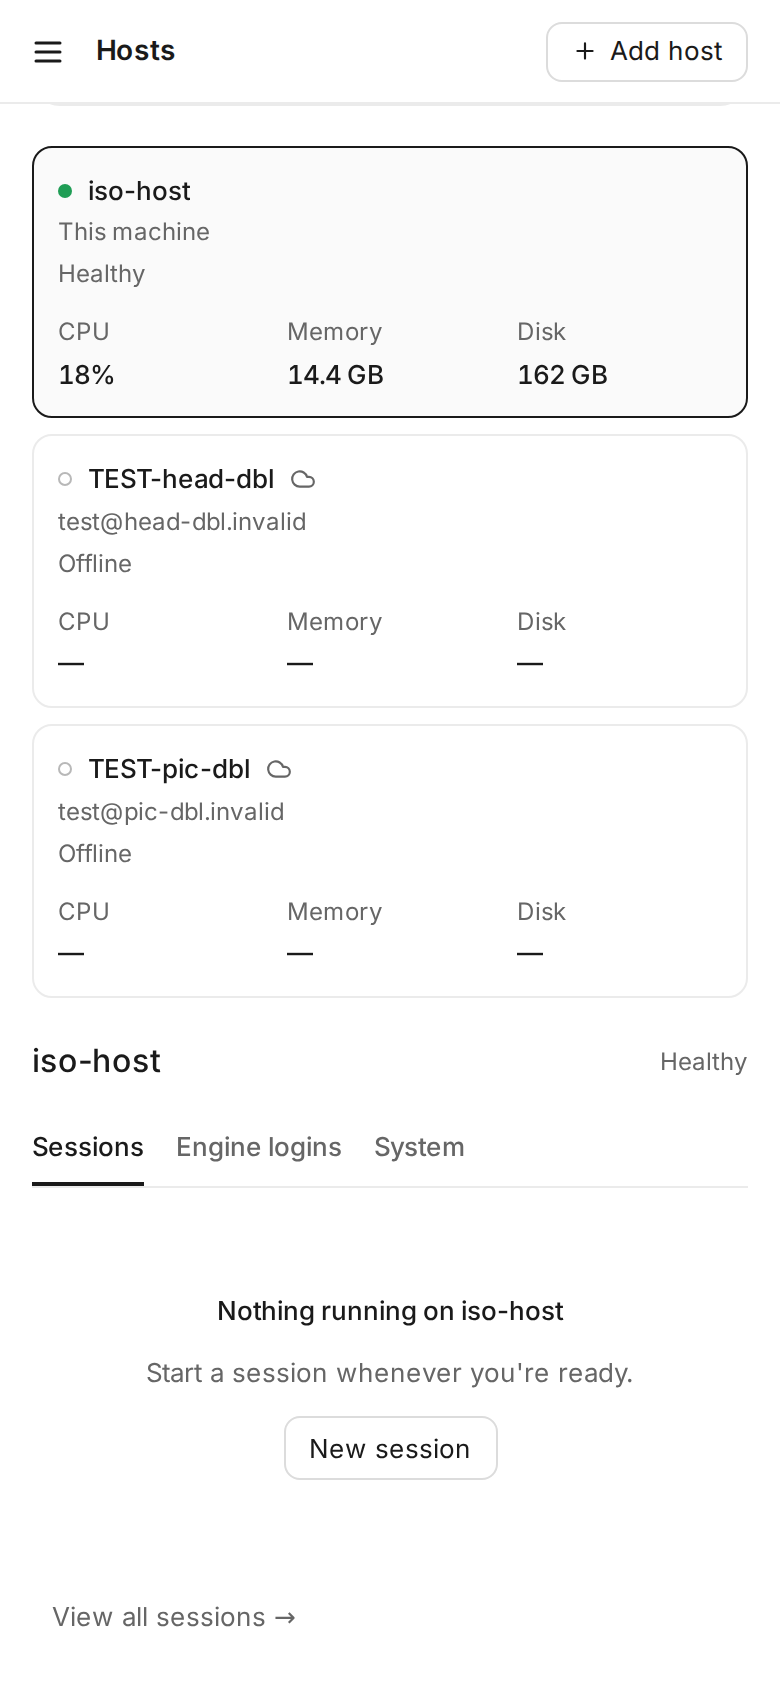 Hosts
+ Add host
iso-host
This machine
Healthy
CPU Memory Disk
18% 14.4 GB 162 GB
TEST-head-dbl
test@head-dbl.invalid
Offline
CPU Memory Disk
— — —
TEST-pic-dbl
test@pic-dbl.invalid
Offline
CPU Memory Disk
— — —
iso-host Healthy
Sessions Engine logins System
Nothing running on iso-host
Start a session whenever you're ready.
New session
View all sessions →